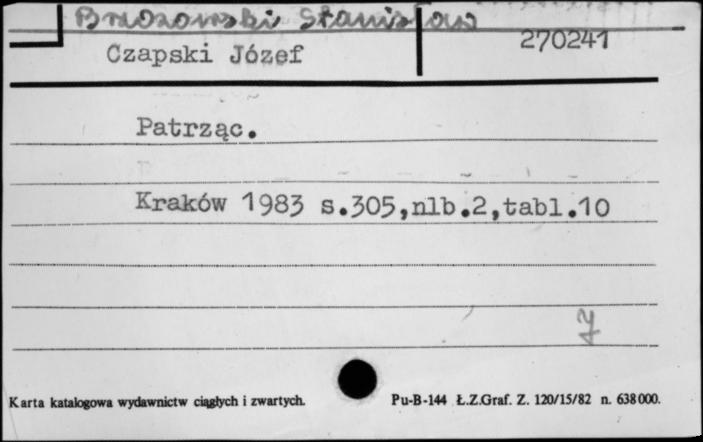 Brzozowski Stanisław
270241
Czapski Józef
Patrząc.
Kraków 1983 s.305,nlb.2,tabl.10
Karta katalogowa wydawnictw ciągłych i zwartych.
Pu-B-144 Ł.Z.Graf. Z. 120/15/82 n. 638000.